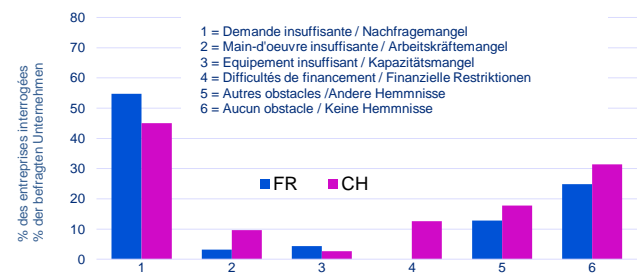 % des entreprises interrogées
% der befragten Unternehmen
80
70
60
50
40
30
20
10
0
1 = Demande insuffisante / Nachfragemangel
2 = Main-d'oeuvre insuffisante / Arbeitskräftemangel
3 = Equipement insuffisant / Kapazitätsmangel
4 = Difficultés de financement / Finanzielle Restriktionen
5 = Autres obstacles /Andere Hemmnisse
6 = Aucun obstacle / Keine Hemmnisse
FR CH
1 2 3 4 5 6